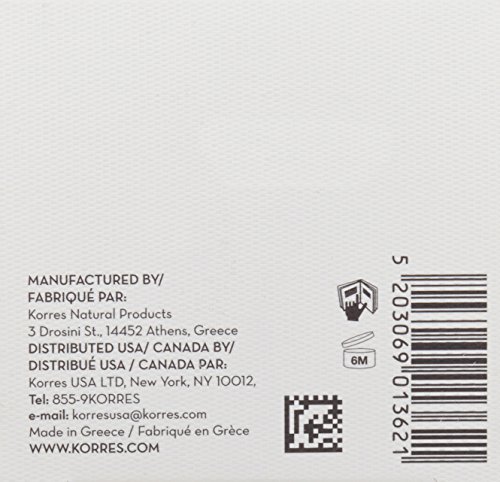 MANUFACTURED BY/
FABRIQUÉ PAR:
Korres Natural Products
3 Drosini St., 14452 Athens, Greece
DISTRIBUTED USA/ CANADA BY/
DISTRIBUÉ USA / CANADA PAR:
Korres USA LTD, New York, NY 10012,
Tel: 855-9KORRES
e-mail: korresusa@korres.com
Made in Greece / Fabriqué en Grèce
WWW.KORRES.COM
6M
5 203069 013621